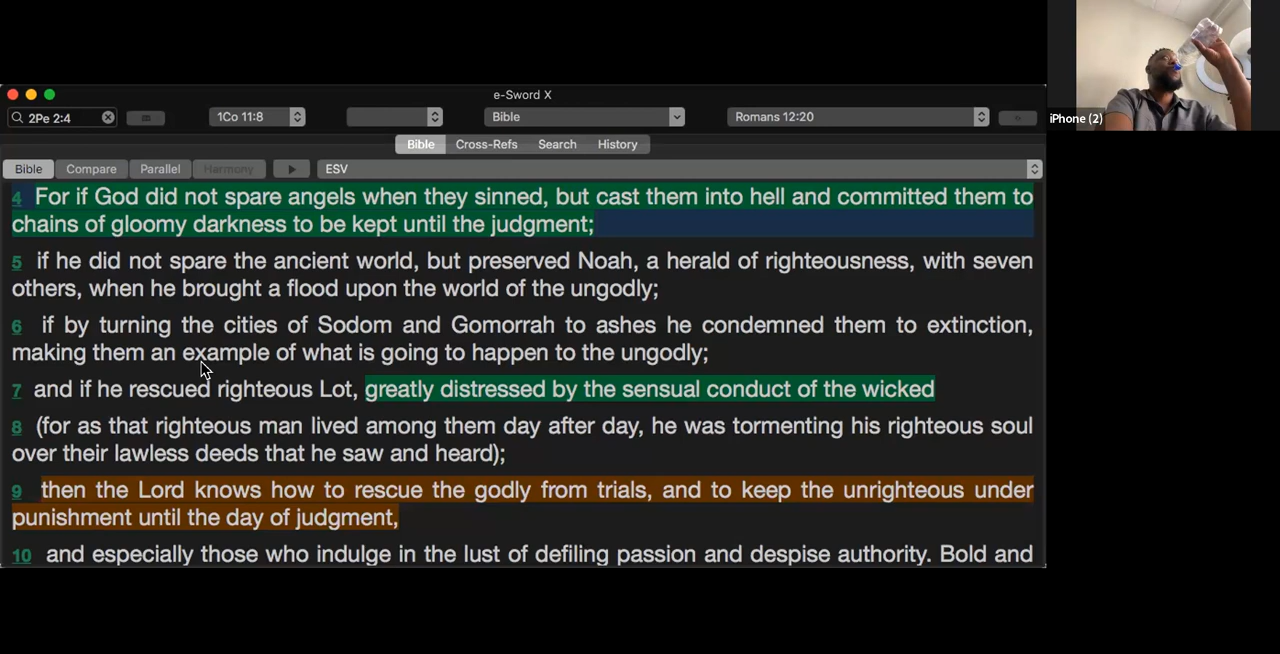 e-Sword X
2Pe 2:4
1Co 11:8
Bible
Romans 12:20
iPhone (2)
Bible
Cross-Refs
Search
History
Bible
Compare
Parallel
Harmony
ESV
4 For if God did not spare angels when they sinned, but cast them into hell and committed them to
chains of gloomy darkness to be kept until the judgment;
5 if he did not spare the ancient world, but preserved Noah, a herald of righteousness, with seven
others, when he brought a flood upon the world of the ungodly;
6 if by turning the cities of Sodom and Gomorrah to ashes he condemned them to extinction,
making them an example of what is going to happen to the ungodly;
7 and if he rescued righteous Lot, greatly distressed by the sensual conduct of the wicked
8 (for as that righteous man lived among them day after day, he was tormenting his righteous soul
over their lawless deeds that he saw and heard);
9 then the Lord knows how to rescue the godly from trials, and to keep the unrighteous under
punishment until the day of judgment,
10 and especially those who indulge in the lust of defiling passion and despise authority. Bold and